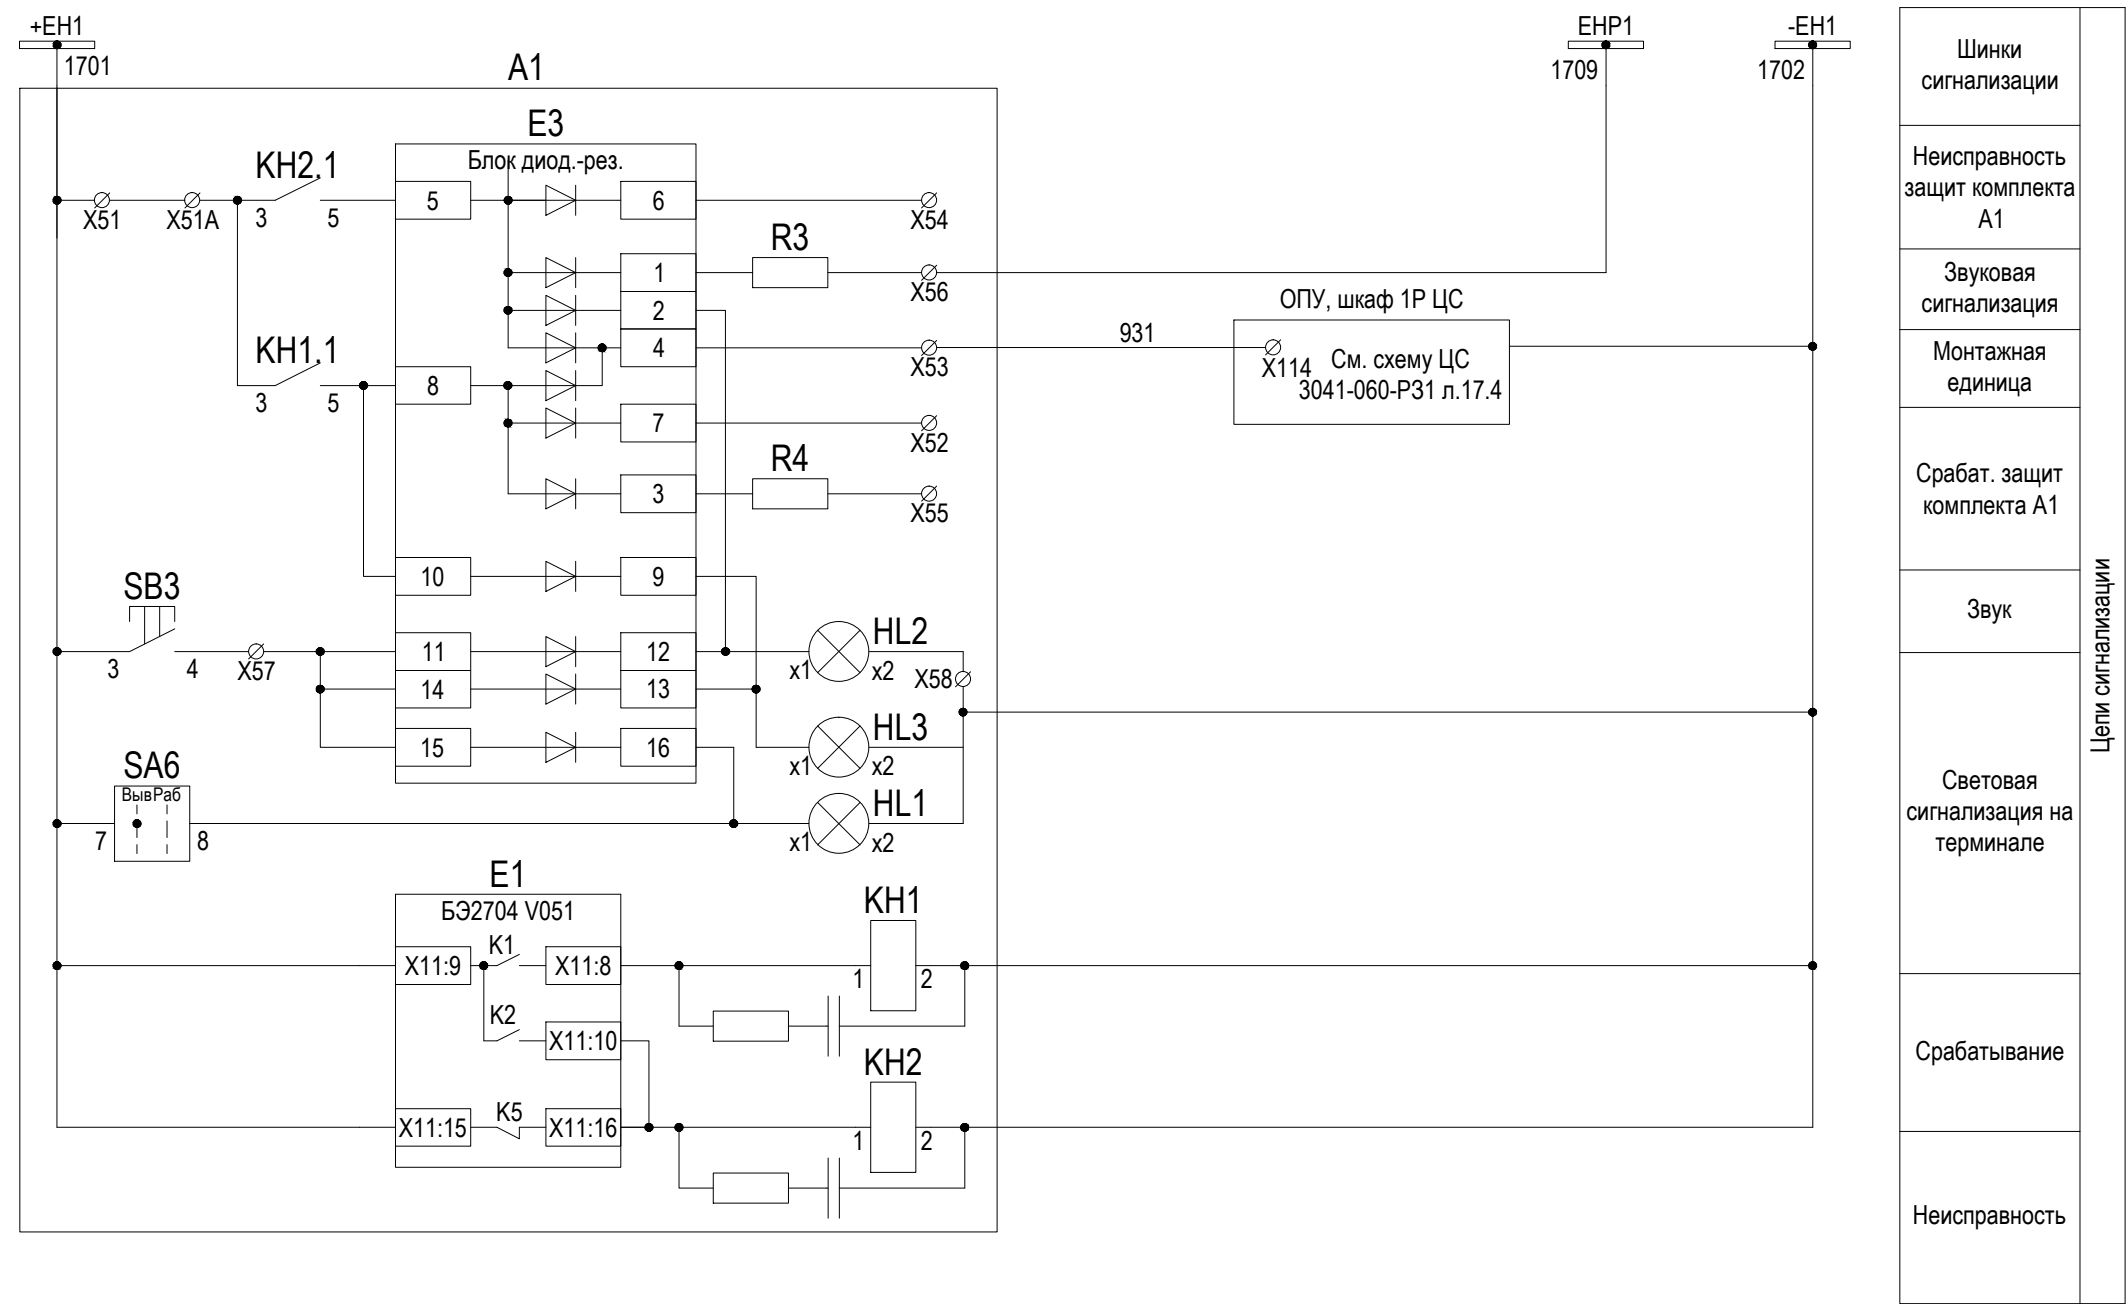 +EH1
1701
A1
EHP1
1709
-EH1
1702
E3
Блок диод.-рез.
KH2.1
X51
X51A
3
5
5
6
X54
1
R3
X56
2
4
X53
931
ОПУ, шкаф 1Р ЦС
X114
См. схему ЦС
3041-060-РЗ1 л.17.4
KH1.1
3
5
8
7
X52
3
R4
X55
10
9
SB3
3
4
X57
11
12
14
13
15
16
HL2
x1
x2
X58
HL3
x1
x2
SA6
Выв
Раб
7
8
HL1
x1
x2
E1
БЭ2704 V051
X11:9
K1
X11:8
K2
X11:10
X11:15
K5
X11:16
KH1
1
2
KH2
1
2
Шинки
сигнализации
Неисправность
защит комплекта
А1
Звуковая
сигнализация
Монтажная
единица
Срабат. защит
комплекта А1
Звук
Световая
сигнализация на
терминале
Срабатывание
Неисправность
Цепи сигнализации